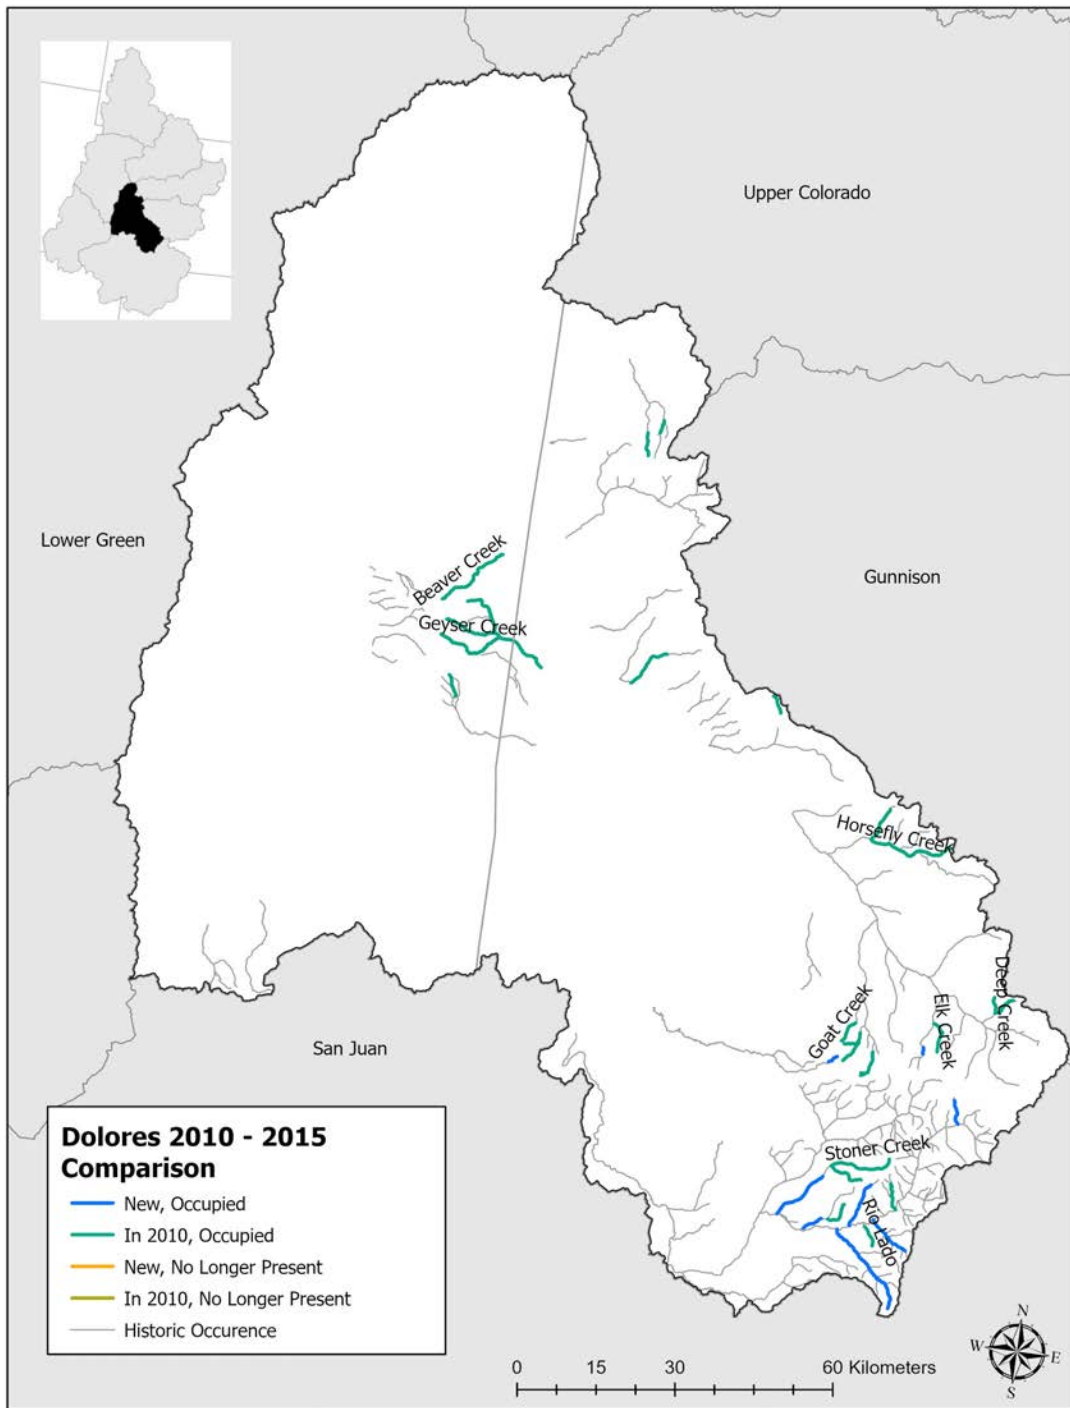 Upper Colorado
Lower Green
Gunnison
Beaver Creek
Geyser Creek
Horsefly Creek
Deep Creek
Elk Creek
Goat Creek
San Juan
Stoner Creek
Rio Lado
Dolores 2010 - 2015
Comparison
New, Occupied
In 2010, Occupied
New, No Longer Present
In 2010, No Longer Present
Historic Occurence
0 15 30 60 Kilometers
N
W
E
S